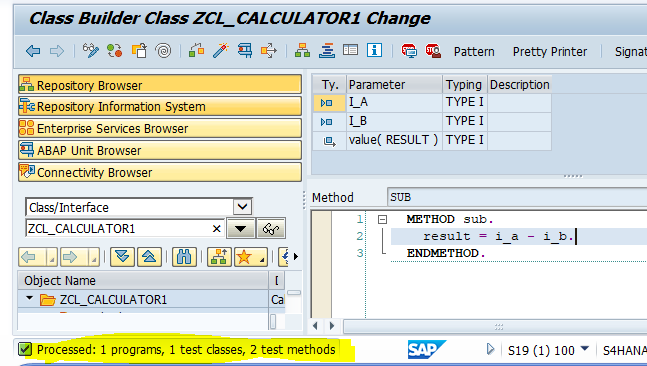 Class Builder Class ZCL_CALCULATOR1 Change
Pattern Pretty Printer Signat
Repository Browser
Repository Information System
Enterprise Services Browser
ABAP Unit Browser
Connectivity Browser
Class/Interface
ZCL_CALCULATOR1
Object Name D
ZCL_CALCULATOR1 Ca
Ty. Parameter Typing Description
I_A TYPE I
I_B TYPE I
value( RESULT ) TYPE I
Method SUB
1 METHOD sub.
2 result = i_a - i_b.
3 ENDMETHOD.
Processed: 1 programs, 1 test classes, 2 test methods
SAP
S19 (1) 100 S4HANA